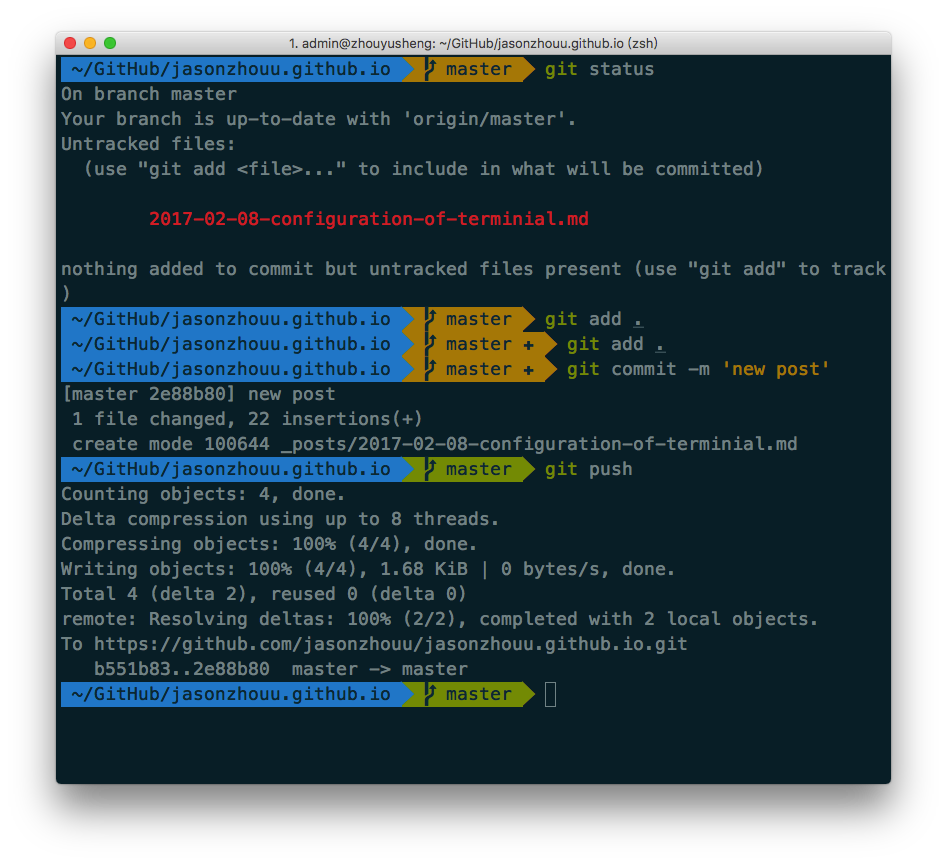 1. admin@zhouyusheng: ~/GitHub/jasonzhouu.github.io (zsh)
~/GitHub/jasonzhouu.github.io master git status
On branch master
Your branch is up-to-date with 'origin/master'.
Untracked files:
(use "git add <file>..." to include in what will be committed)
2017-02-08-configuration-of-terminial.md
nothing added to commit but untracked files present (use "git add" to track
)
~/GitHub/jasonzhouu.github.io master git add .
~/GitHub/jasonzhouu.github.io master + git add .
~/GitHub/jasonzhouu.github.io master + git commit -m 'new post'
[master 2e88b80] new post
1 file changed, 22 insertions(+)
create mode 100644 _posts/2017-02-08-configuration-of-terminial.md
~/GitHub/jasonzhouu.github.io master git push
Counting objects: 4, done.
Delta compression using up to 8 threads.
Compressing objects: 100% (4/4), done.
Writing objects: 100% (4/4), 1.68 KiB | 0 bytes/s, done.
Total 4 (delta 2), reused 0 (delta 0)
remote: Resolving deltas: 100% (2/2), completed with 2 local objects.
To https://github.com/jasonzhouu/jasonzhouu.github.io.git
b551b83..2e88b80 master -> master
~/GitHub/jasonzhouu.github.io master